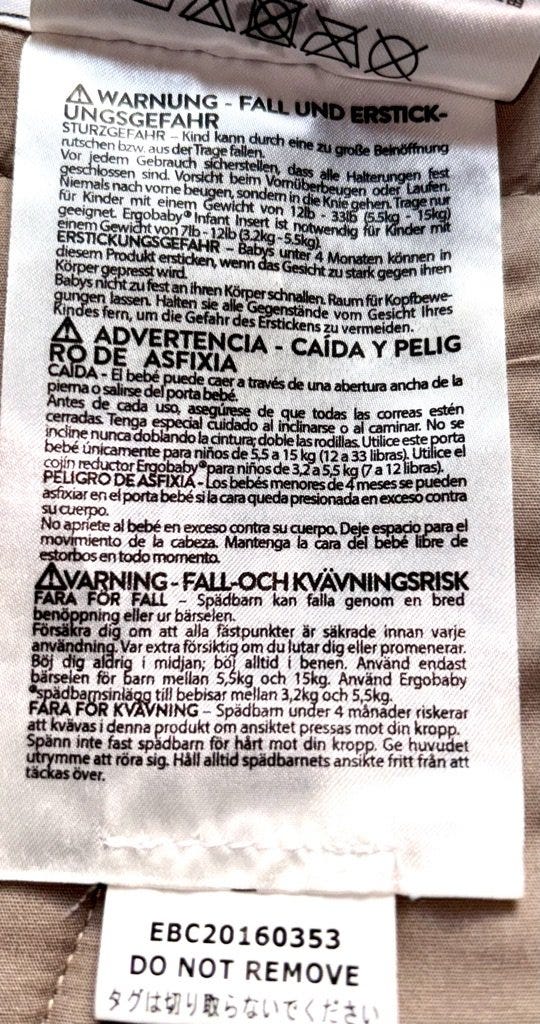 ⚠ WARNUNG - FALL UND ERSTICK-
UNGSGEFAHR
STURZGEFAHR – Kind kann durch eine zu große Beinöffnung
rutschen bzw. aus der Trage fallen.
Vor jedem Gebrauch sicherstellen, dass alle Halterungen fest
geschlossen sind. Vorsicht beim Vornüberbeugen oder Laufen.
Niemals nach vorne beugen, sondern in die Knie gehen. Trage nur
für Kinder mit einem Gewicht von 12lb - 33lb (5.5kg - 15kg)
geeignet. Ergobaby® Infant Insert ist notwendig für Kinder mit
einem Gewicht von 7lb - 12lb (3.2kg - 5.5kg).
ERSTICKUNGSGEFAHR – Babys unter 4 Monaten können in
diesem Produkt ersticken, wenn das Gesicht zu stark gegen ihren
Körper gepresst wird.
Babys nicht zu fest an ihren Körper schnallen. Raum für Kopfbewe-
gungen lassen. Halten sie alle Gegenstände vom Gesicht Ihres
Kindes fern, um die Gefahr des Erstickens zu vermeiden.
⚠ ADVERTENCIA - CAÍDA Y PELIG
RO DE ASFIXIA
CAÍDA - El bebé puede caer a través de una abertura ancha de la
pierna o salirse del porta bebé.
Antes de cada uso, asegúrese de que todas las correas estén
cerradas. Tenga especial cuidado al inclinarse o al caminar. No se
incline nunca doblando la cintura; doble las rodillas. Utilice este porta
bebé únicamente para niños de 5,5 a 15 kg (12 a 33 libras). Utilice el
cojín reductor Ergobaby® para niños de 3,2 a 5,5 kg (7 a 12 libras).
PELIGRO DE ASFIXIA - Los bebés menores de 4 meses se pueden
asfixiar en el porta bebé si la cara queda presionada en exceso contra
su cuerpo.
No apriete al bebé en exceso contra su cuerpo. Deje espacio para el
movimiento de la cabeza. Mantenga la cara del bebé libre de
estorbos en todo momento.
⚠VARNING - FALL-OCH KVÄVNINGSRISK
FARA FÖR FALL – Spädbarn kan falla genom en bred
benöppning eller ur bärselen.
Försäkra dig om att alla fästpunkter är säkrade innan varje
användning. Var extra försiktig om du lutar dig eller promenerar.
Böj dig aldrig i midjan; böj alltid i benen. Använd endast
bärselen för barn mellan 5,5kg och 15kg. Använd Ergobaby
®spädbarnsinlägg till bebisar mellan 3,2kg och 5,5kg.
FARA FÖR KVÄVNING – Spädbarn under 4 månader riskerar
att kvävas i denna produkt om ansiktet pressas mot din kropp.
Spänn inte fast spädbarn för hårt mot din kropp. Ge huvudet
utrymme att röra sig. Håll alltid spädbarnets ansikte fritt från att
täckas över.
EBC20160353
DO NOT REMOVE
タグは切り取らないでください